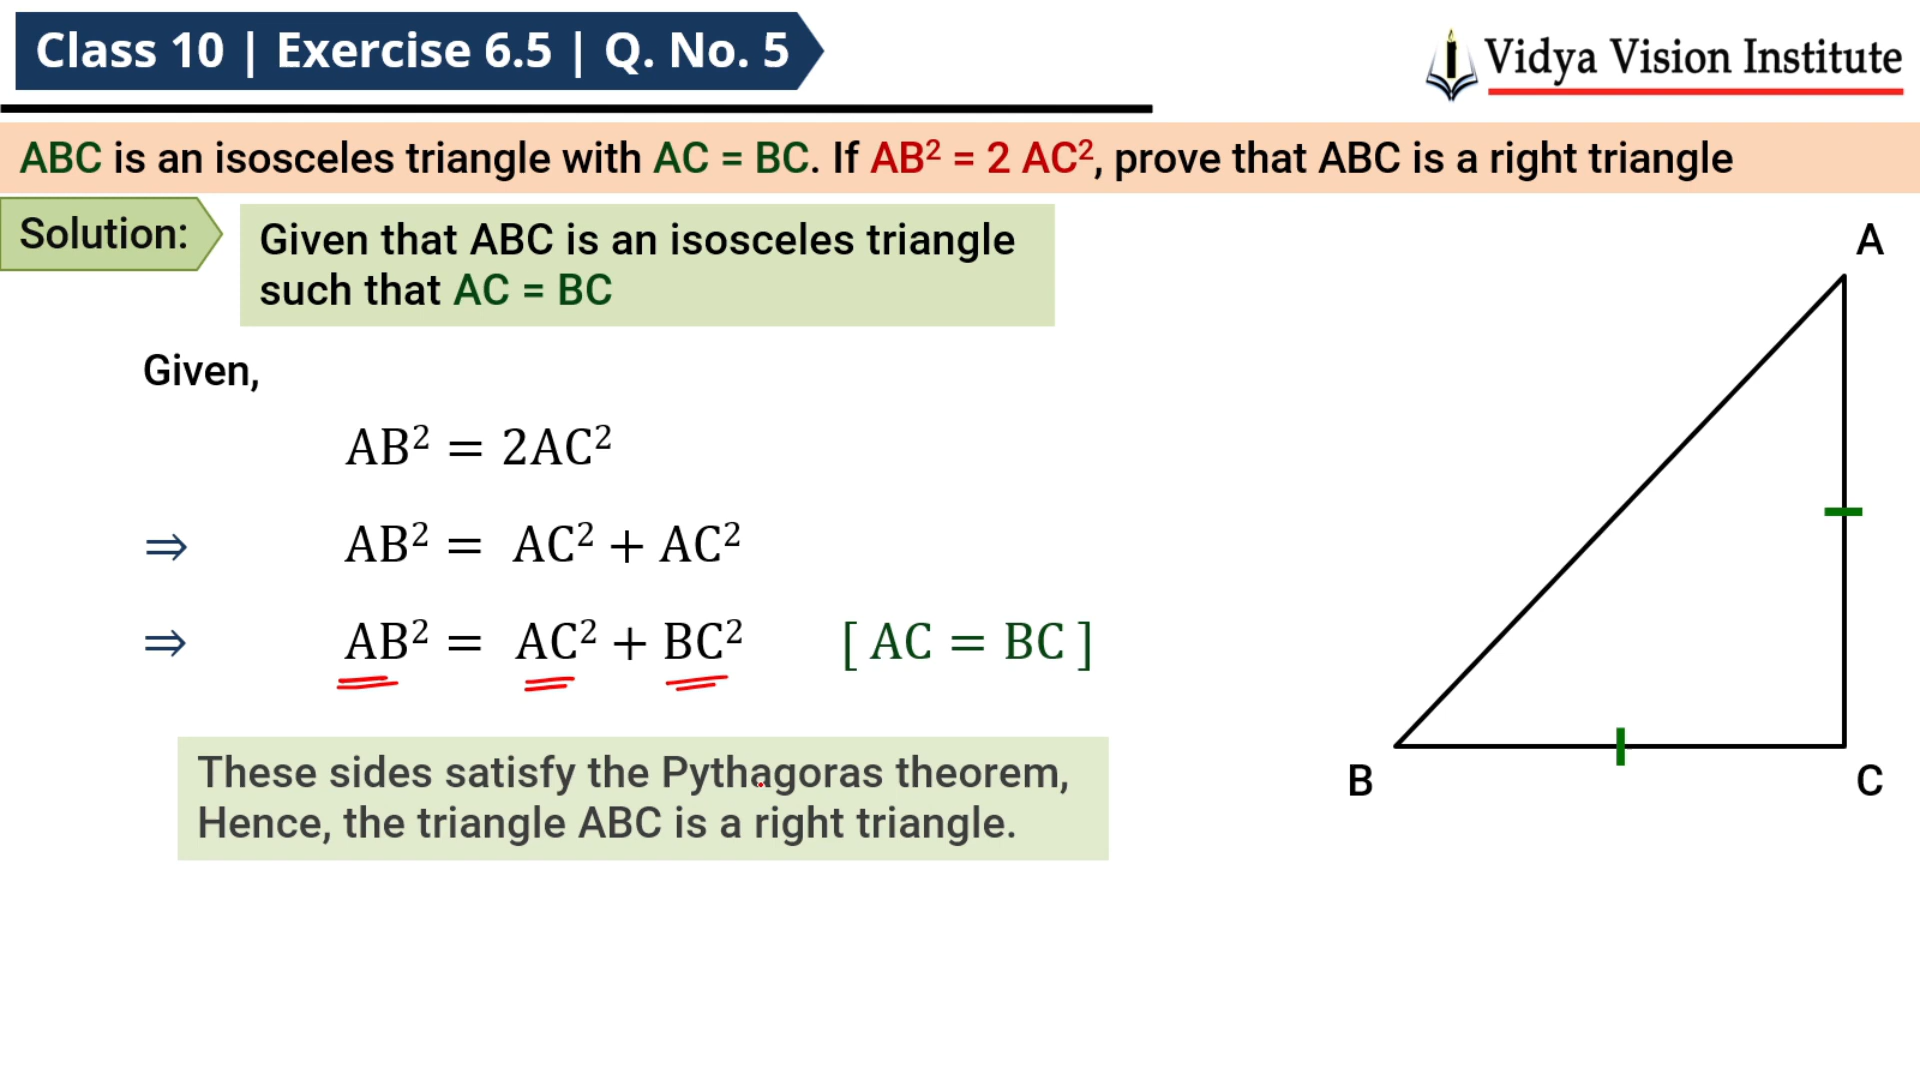 Class 10 | Exercise 6.5 | Q. No. 5
Vidya Vision Institute
ABC is an isosceles triangle with AC = BC. If AB² = 2 AC², prove that ABC is a right triangle
Solution:
Given that ABC is an isosceles triangle
such that AC = BC
Given,
AB² = 2AC²
⇒ AB² = AC² + AC²
⇒ AB² = AC² + BC² [ AC = BC ]
These sides satisfy the Pythagoras theorem,
Hence, the triangle ABC is a right triangle.
A
B
C